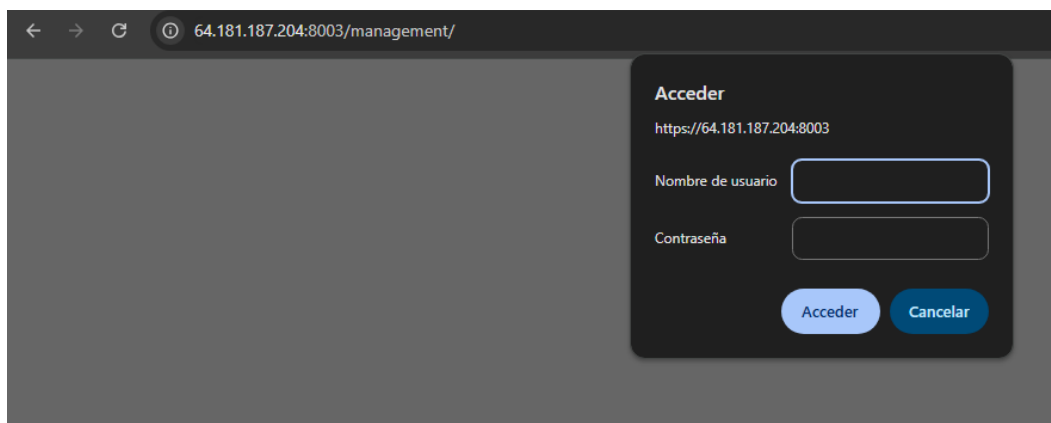 64.181.187.204:8003/management/
Acceder
https://64.181.187.204:8003
Nombre de usuario
Contraseña
Acceder Cancelar